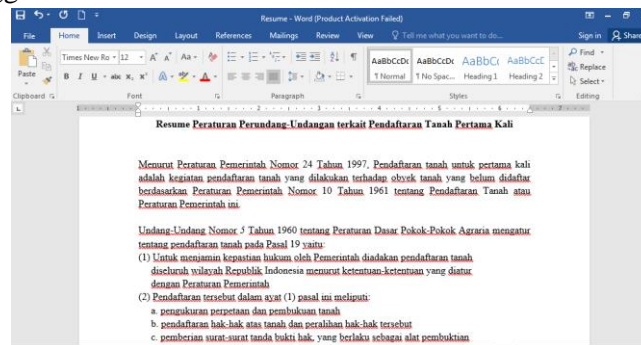 Resume - Word (Product Activation Failed)
File Home Insert Design Layout References Mailings Review View Tell me what you want to do... Sign in Share
Paste Times New Ro 12 A A Aa Find
B I U abc x, x² A A AaBbCcDc AaBbCcDc AaBbCc AaBbCcC Replace
¶ Normal ¶ No Spac... Heading 1 Heading 2 Select
Clipboard Font Paragraph Styles Editing
Resume Peraturan Perundang-Undangan terkait Pendaftaran Tanah Pertama Kali
Menurut Peraturan Pemerintah Nomor 24 Tahun 1997, Pendaftaran tanah untuk pertama kali
adalah kegiatan pendaftaran tanah yang dilakukan terhadap obyek tanah yang belum didaftar
berdasarkan Peraturan Pemerintah Nomor 10 Tahun 1961 tentang Pendaftaran Tanah atau
Peraturan Pemerintah ini.
Undang-Undang Nomor 5 Tahun 1960 tentang Peraturan Dasar Pokok-Pokok Agraria mengatur
tentang pendaftaran tanah pada Pasal 19 yaitu:
(1) Untuk menjamin kepastian hukum oleh Pemerintah diadakan pendaftaran tanah
diseluruh wilayah Republik Indonesia menurut ketentuan-ketentuan yang diatur
dengan Peraturan Pemerintah
(2) Pendaftaran tersebut dalam ayat (1) pasal ini meliputi:
a. pengukuran perpetaan dan pembukuan tanah
b. pendaftaran hak-hak atas tanah dan peralihan hak-hak tersebut
c. pemberian surat-surat tanda bukti hak, yang berlaku sebagai alat pembuktian